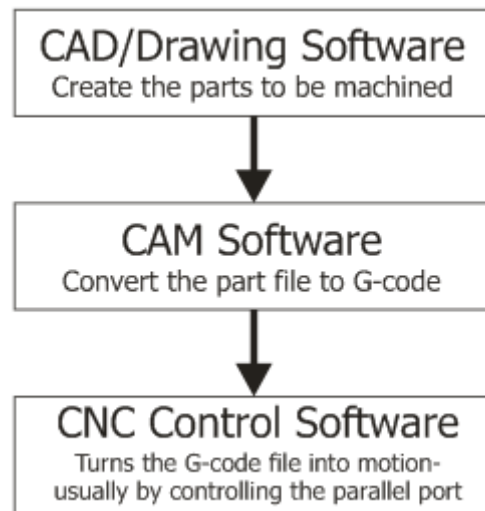 CAD/Drawing Software
Create the parts to be machined
CAM Software
Convert the part file to G-code
CNC Control Software
Turns the G-code file into motion-
usually by controlling the parallel port